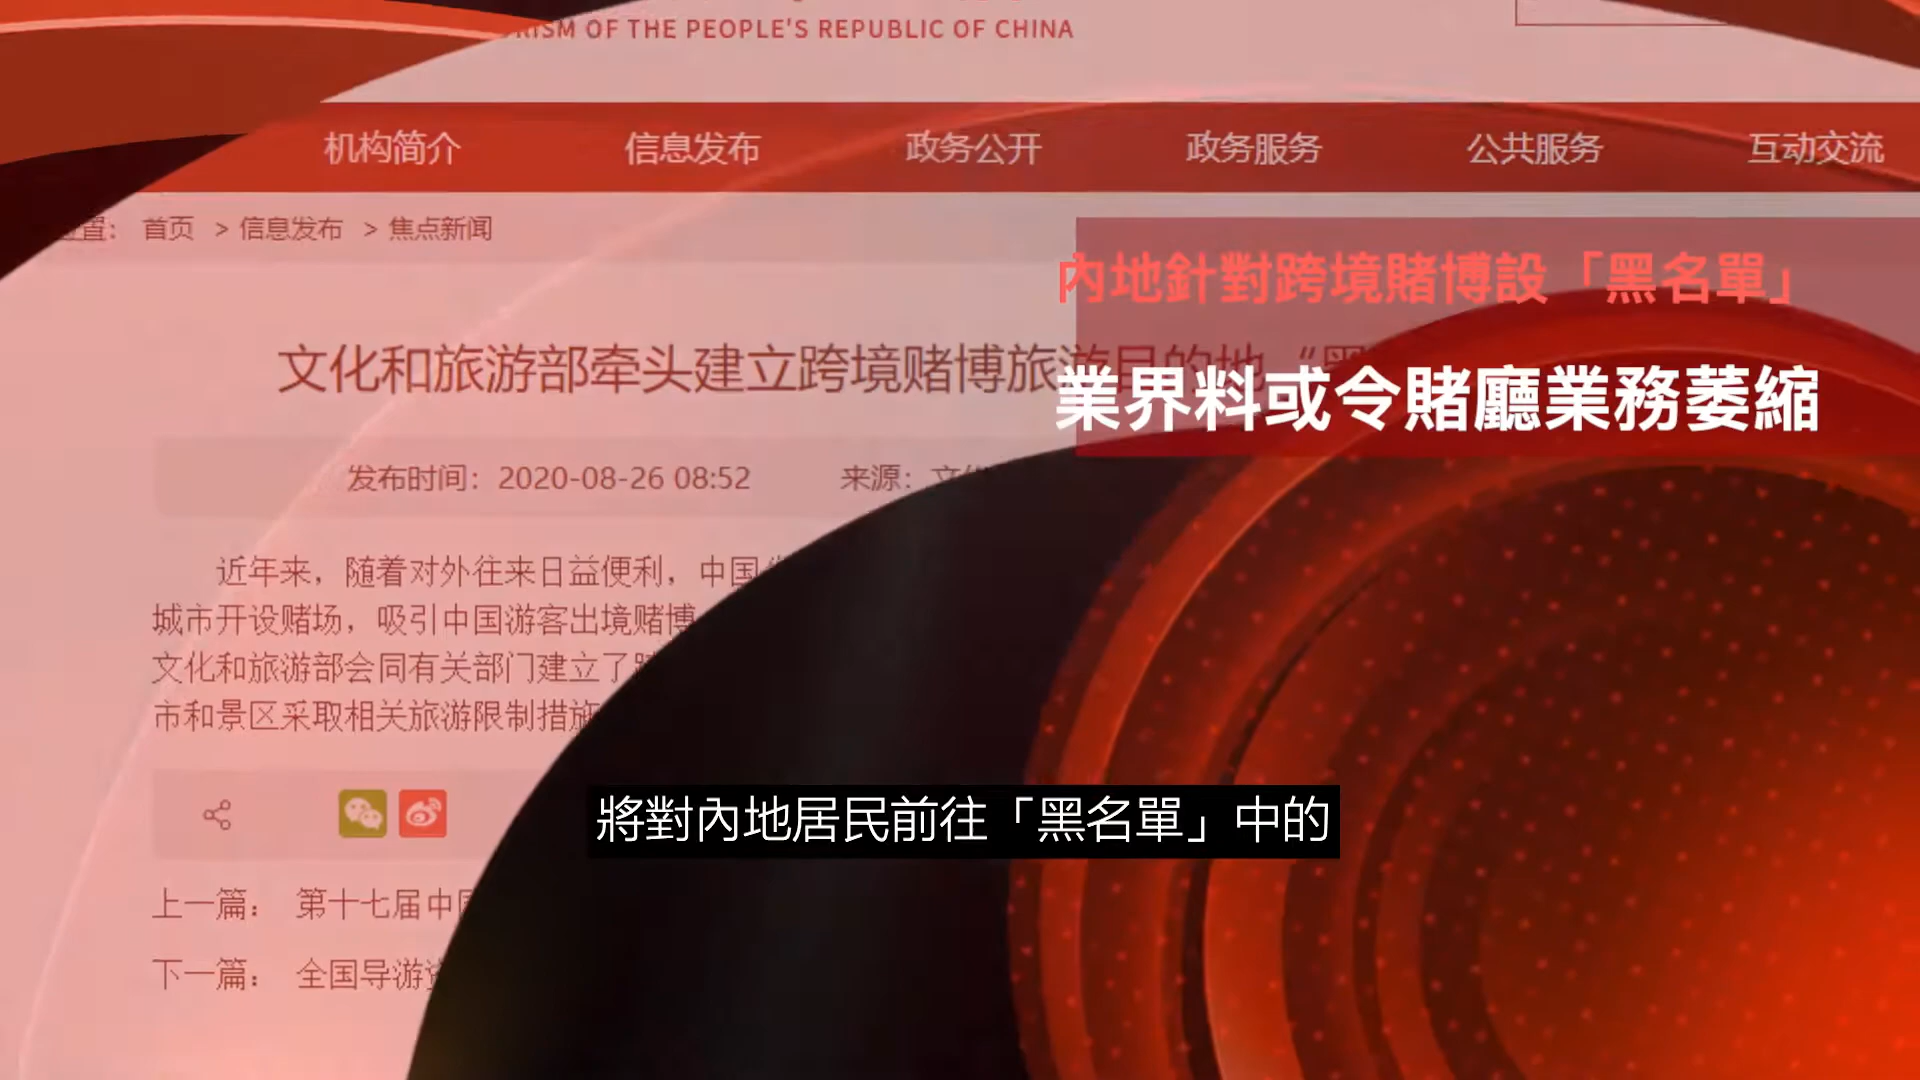 OF THE PEOPLE'S REPUBLIC OF CHINA
机构简介 信息发布 政务公开 政务服务 公共服务 互动交流
首页 > 信息发布 > 焦点新闻
內地針對跨境賭博設「黑名單」
文化和旅游部牵头建立跨境赌博旅游目的地 “黑
業界料或令賭廳業務萎縮
发布时间：2020-08-26 08:52 来源：
近年来，随着对外往来日益便利，中国
城市开设赌场，吸引中国游客出境赌博
文化和旅游部会同有关部门建立了
市和景区采取相关旅游限制措施
將對內地居民前往「黑名單」中的
上一篇： 第十七届中国
下一篇： 全国导游